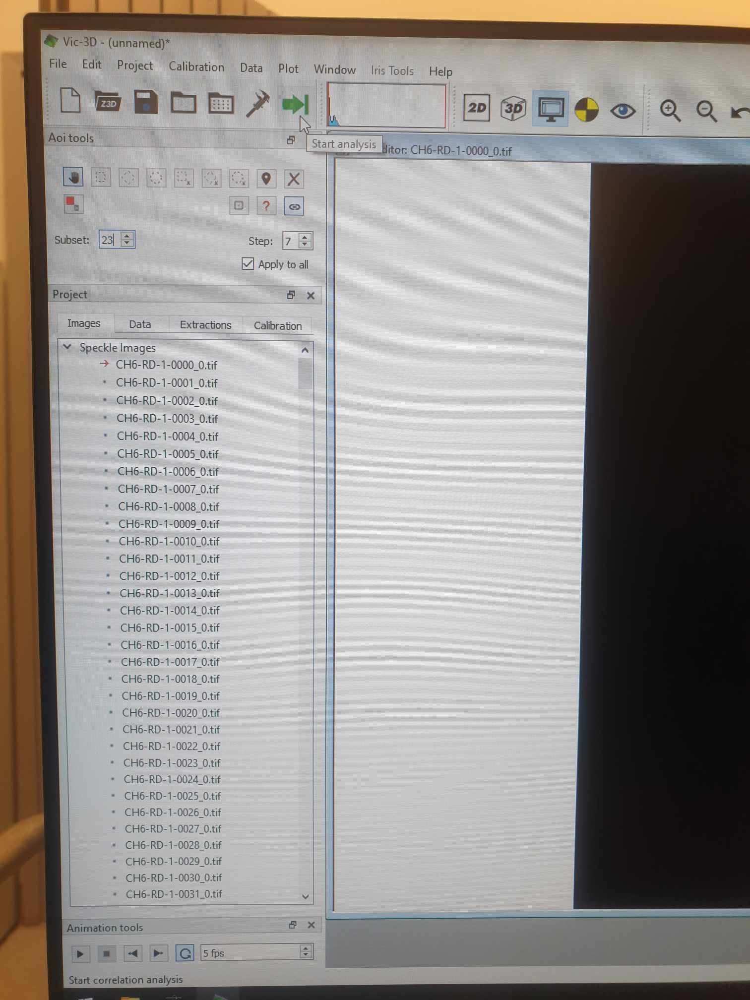 Vic-3D - (unnamed)*
File Edit Project Calibration Data Plot Window Iris Tools Help
Z3D
2D 3D
Aoi tools
Start analysis
ditor: CH6-RD-1-0000_0.tif
?
Subset: 23 Step: 7
Apply to all
Project
Images Data Extractions Calibration
Speckle Images
CH6-RD-1-0000_0.tif
CH6-RD-1-0001_0.tif
CH6-RD-1-0002_0.tif
CH6-RD-1-0003_0.tif
CH6-RD-1-0004_0.tif
CH6-RD-1-0005_0.tif
CH6-RD-1-0006_0.tif
CH6-RD-1-0007_0.tif
CH6-RD-1-0008_0.tif
CH6-RD-1-0009_0.tif
CH6-RD-1-0010_0.tif
CH6-RD-1-0011_0.tif
CH6-RD-1-0012_0.tif
CH6-RD-1-0013_0.tif
CH6-RD-1-0014_0.tif
CH6-RD-1-0015_0.tif
CH6-RD-1-0016_0.tif
CH6-RD-1-0017_0.tif
CH6-RD-1-0018_0.tif
CH6-RD-1-0019_0.tif
CH6-RD-1-0020_0.tif
CH6-RD-1-0021_0.tif
CH6-RD-1-0022_0.tif
CH6-RD-1-0023_0.tif
CH6-RD-1-0024_0.tif
CH6-RD-1-0025_0.tif
CH6-RD-1-0026_0.tif
CH6-RD-1-0027_0.tif
CH6-RD-1-0028_0.tif
CH6-RD-1-0029_0.tif
CH6-RD-1-0030_0.tif
CH6-RD-1-0031_0.tif
Animation tools
5 fps
Start correlation analysis